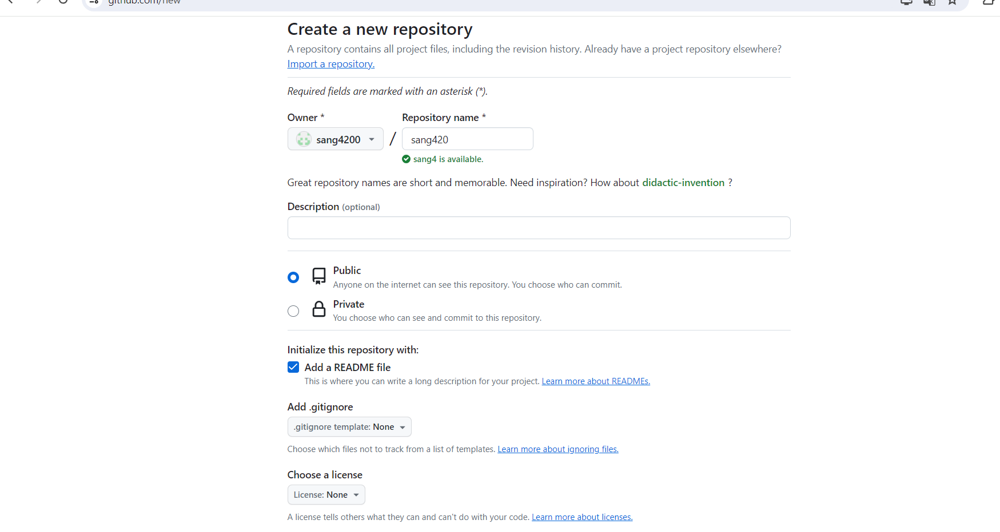 github.com/new
Create a new repository
A repository contains all project files, including the revision history. Already have a project repository elsewhere?
Import a repository.
Required fields are marked with an asterisk (*).
Owner * Repository name *
sang4200 / sang420
sang4 is available.
Great repository names are short and memorable. Need inspiration? How about didactic-invention ?
Description (optional)
Public
Anyone on the internet can see this repository. You choose who can commit.
Private
You choose who can see and commit to this repository.
Initialize this repository with:
Add a README file
This is where you can write a long description for your project. Learn more about READMEs.
Add .gitignore
.gitignore template: None
Choose which files not to track from a list of templates. Learn more about ignoring files.
Choose a license
License: None
A license tells others what they can and can't do with your code. Learn more about licenses.